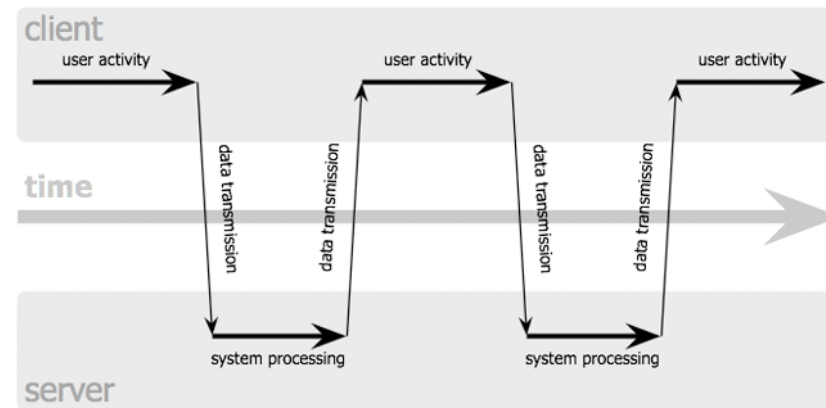 client
user activity
user activity
user activity
data transmission
data transmission
data transmission
data transmission
time
system processing
system processing
server